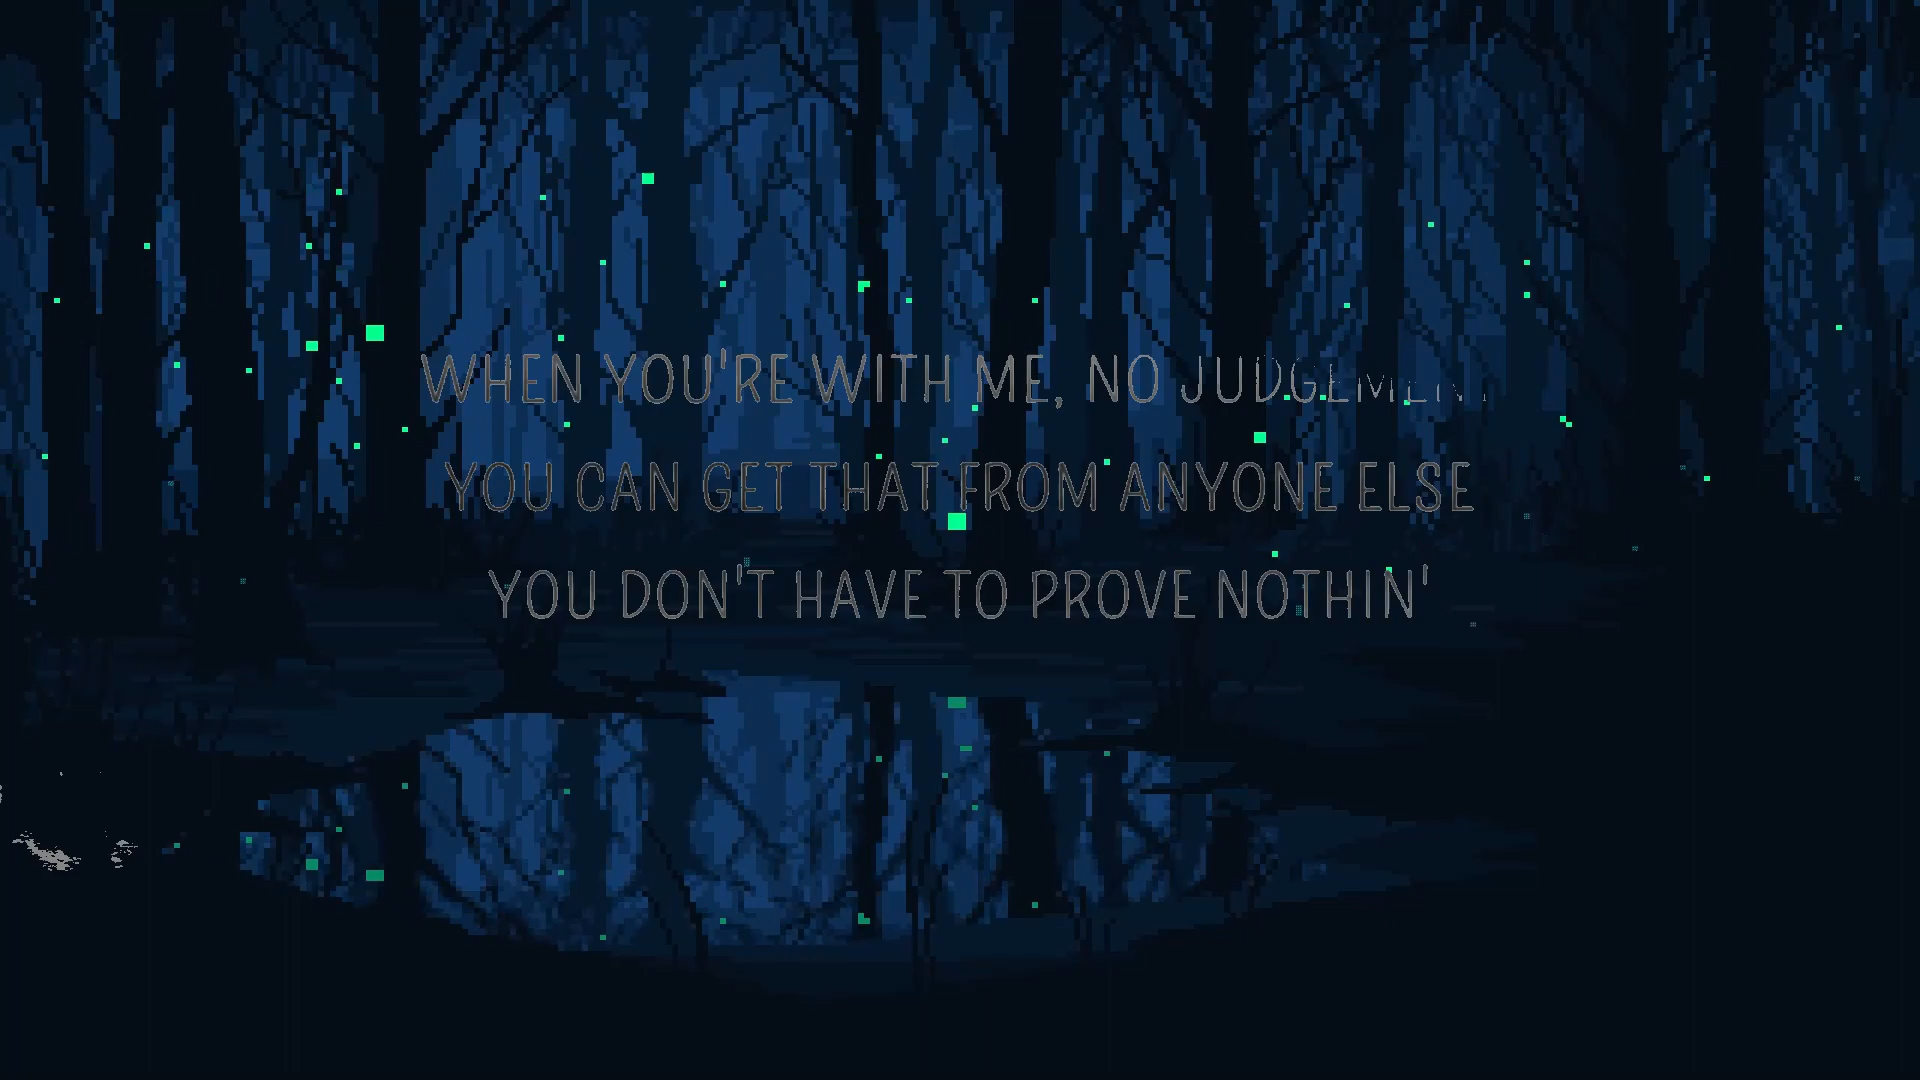 WHEN YOU'RE WITH ME, NO JUDGEMENT
YOU CAN GET THAT FROM ANYONE ELSE
YOU DON'T HAVE TO PROVE NOTHIN'